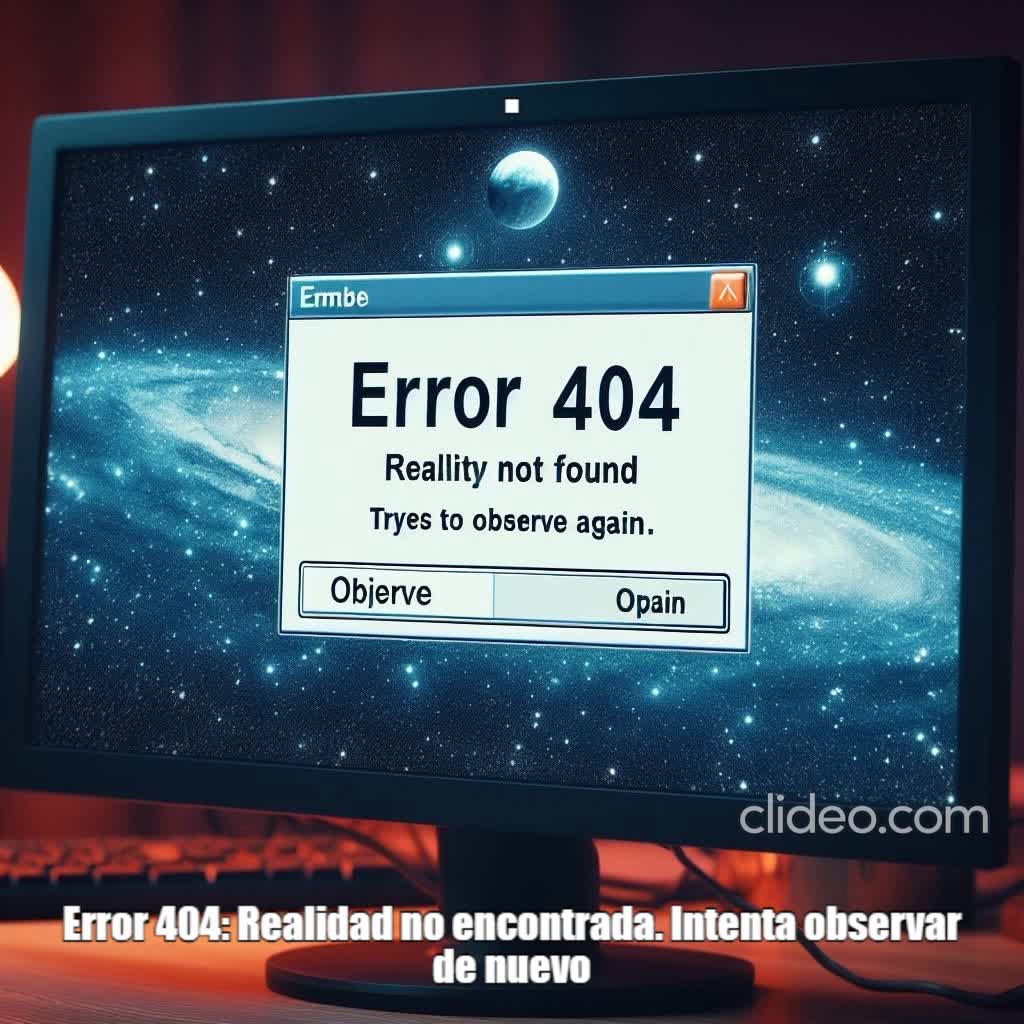 Ermbe
Error 404
Reallity not found
Tryes to observe again.
Objerve Opain
clideo.com
Error 404: Realidad no encontrada. Intenta observar
de nuevo